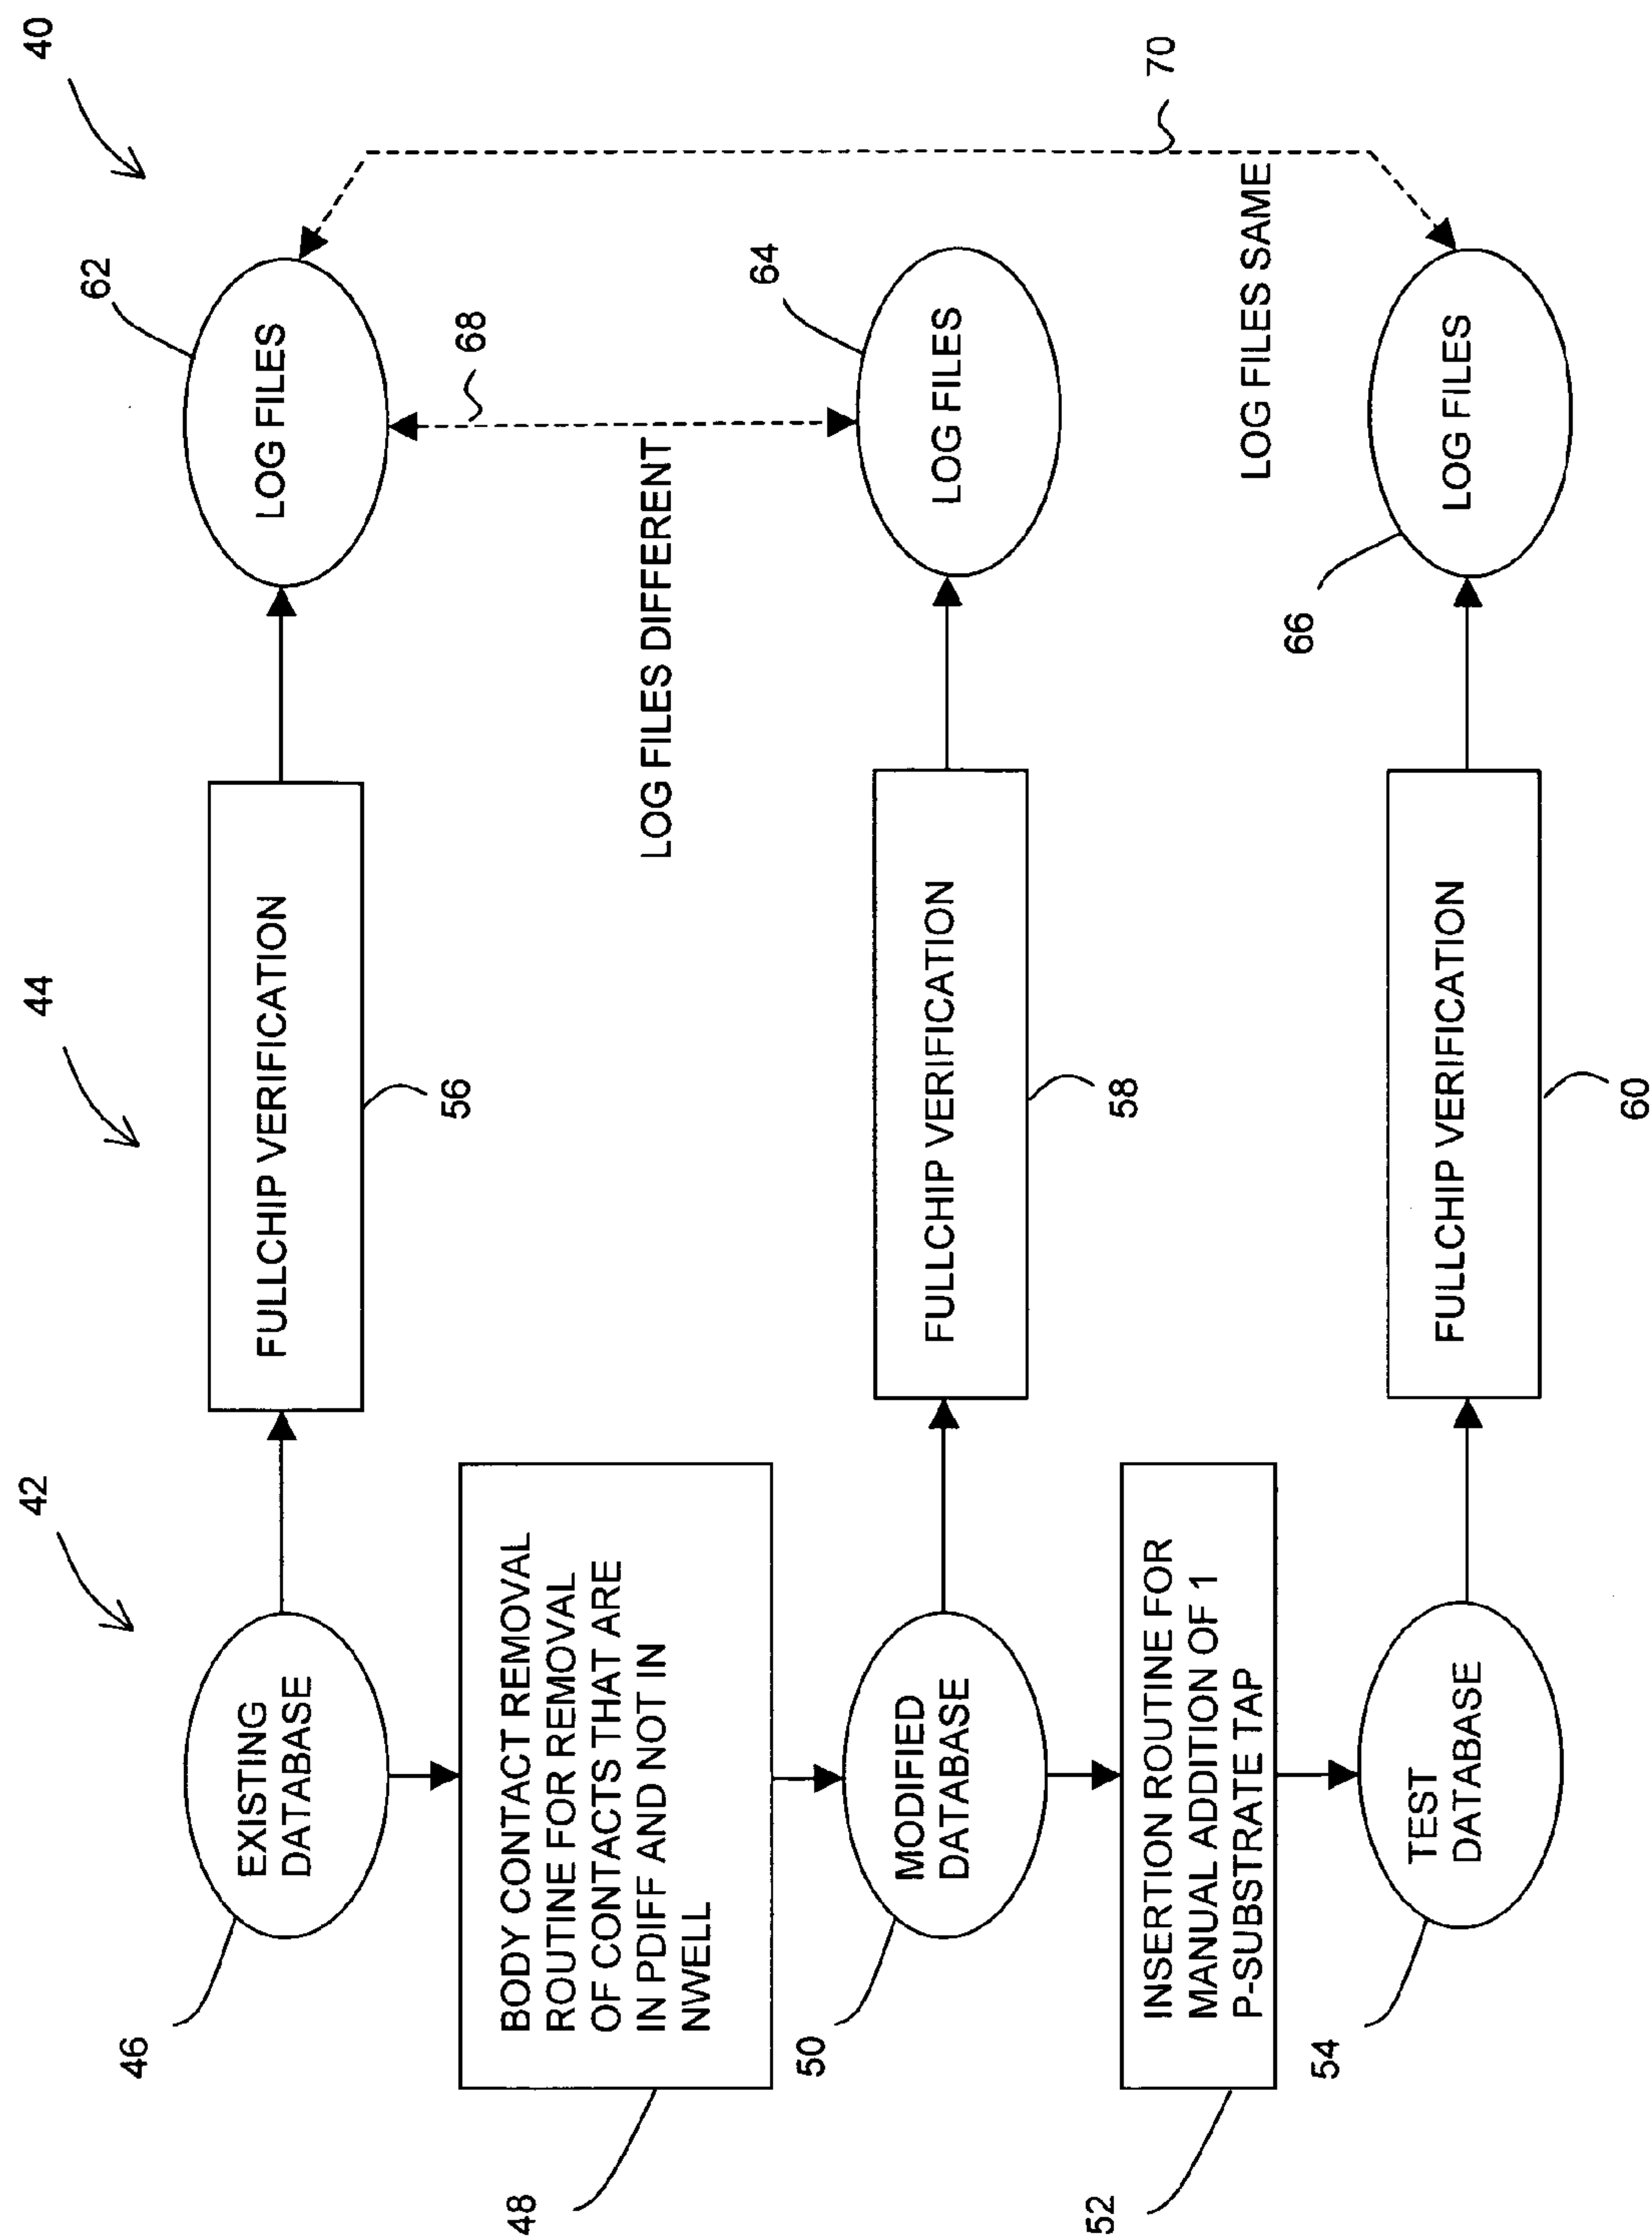 40
42
44
EXISTING
DATABASE
46
FULLCHIP VERIFICATION
56
LOG FILES
62
BODY CONTACT REMOVAL
ROUTINE FOR REMOVAL
OF CONTACTS THAT ARE
IN PDIFF AND NOT IN
NWELL
48
LOG FILES DIFFERENT
68
MODIFIED
DATABASE
50
FULLCHIP VERIFICATION
58
LOG FILES
64
INSERTION ROUTINE FOR
MANUAL ADDITION OF 1
P-SUBSTRATE TAP
52
LOG FILES SAME
70
TEST
DATABASE
54
FULLCHIP VERIFICATION
60
LOG FILES
66